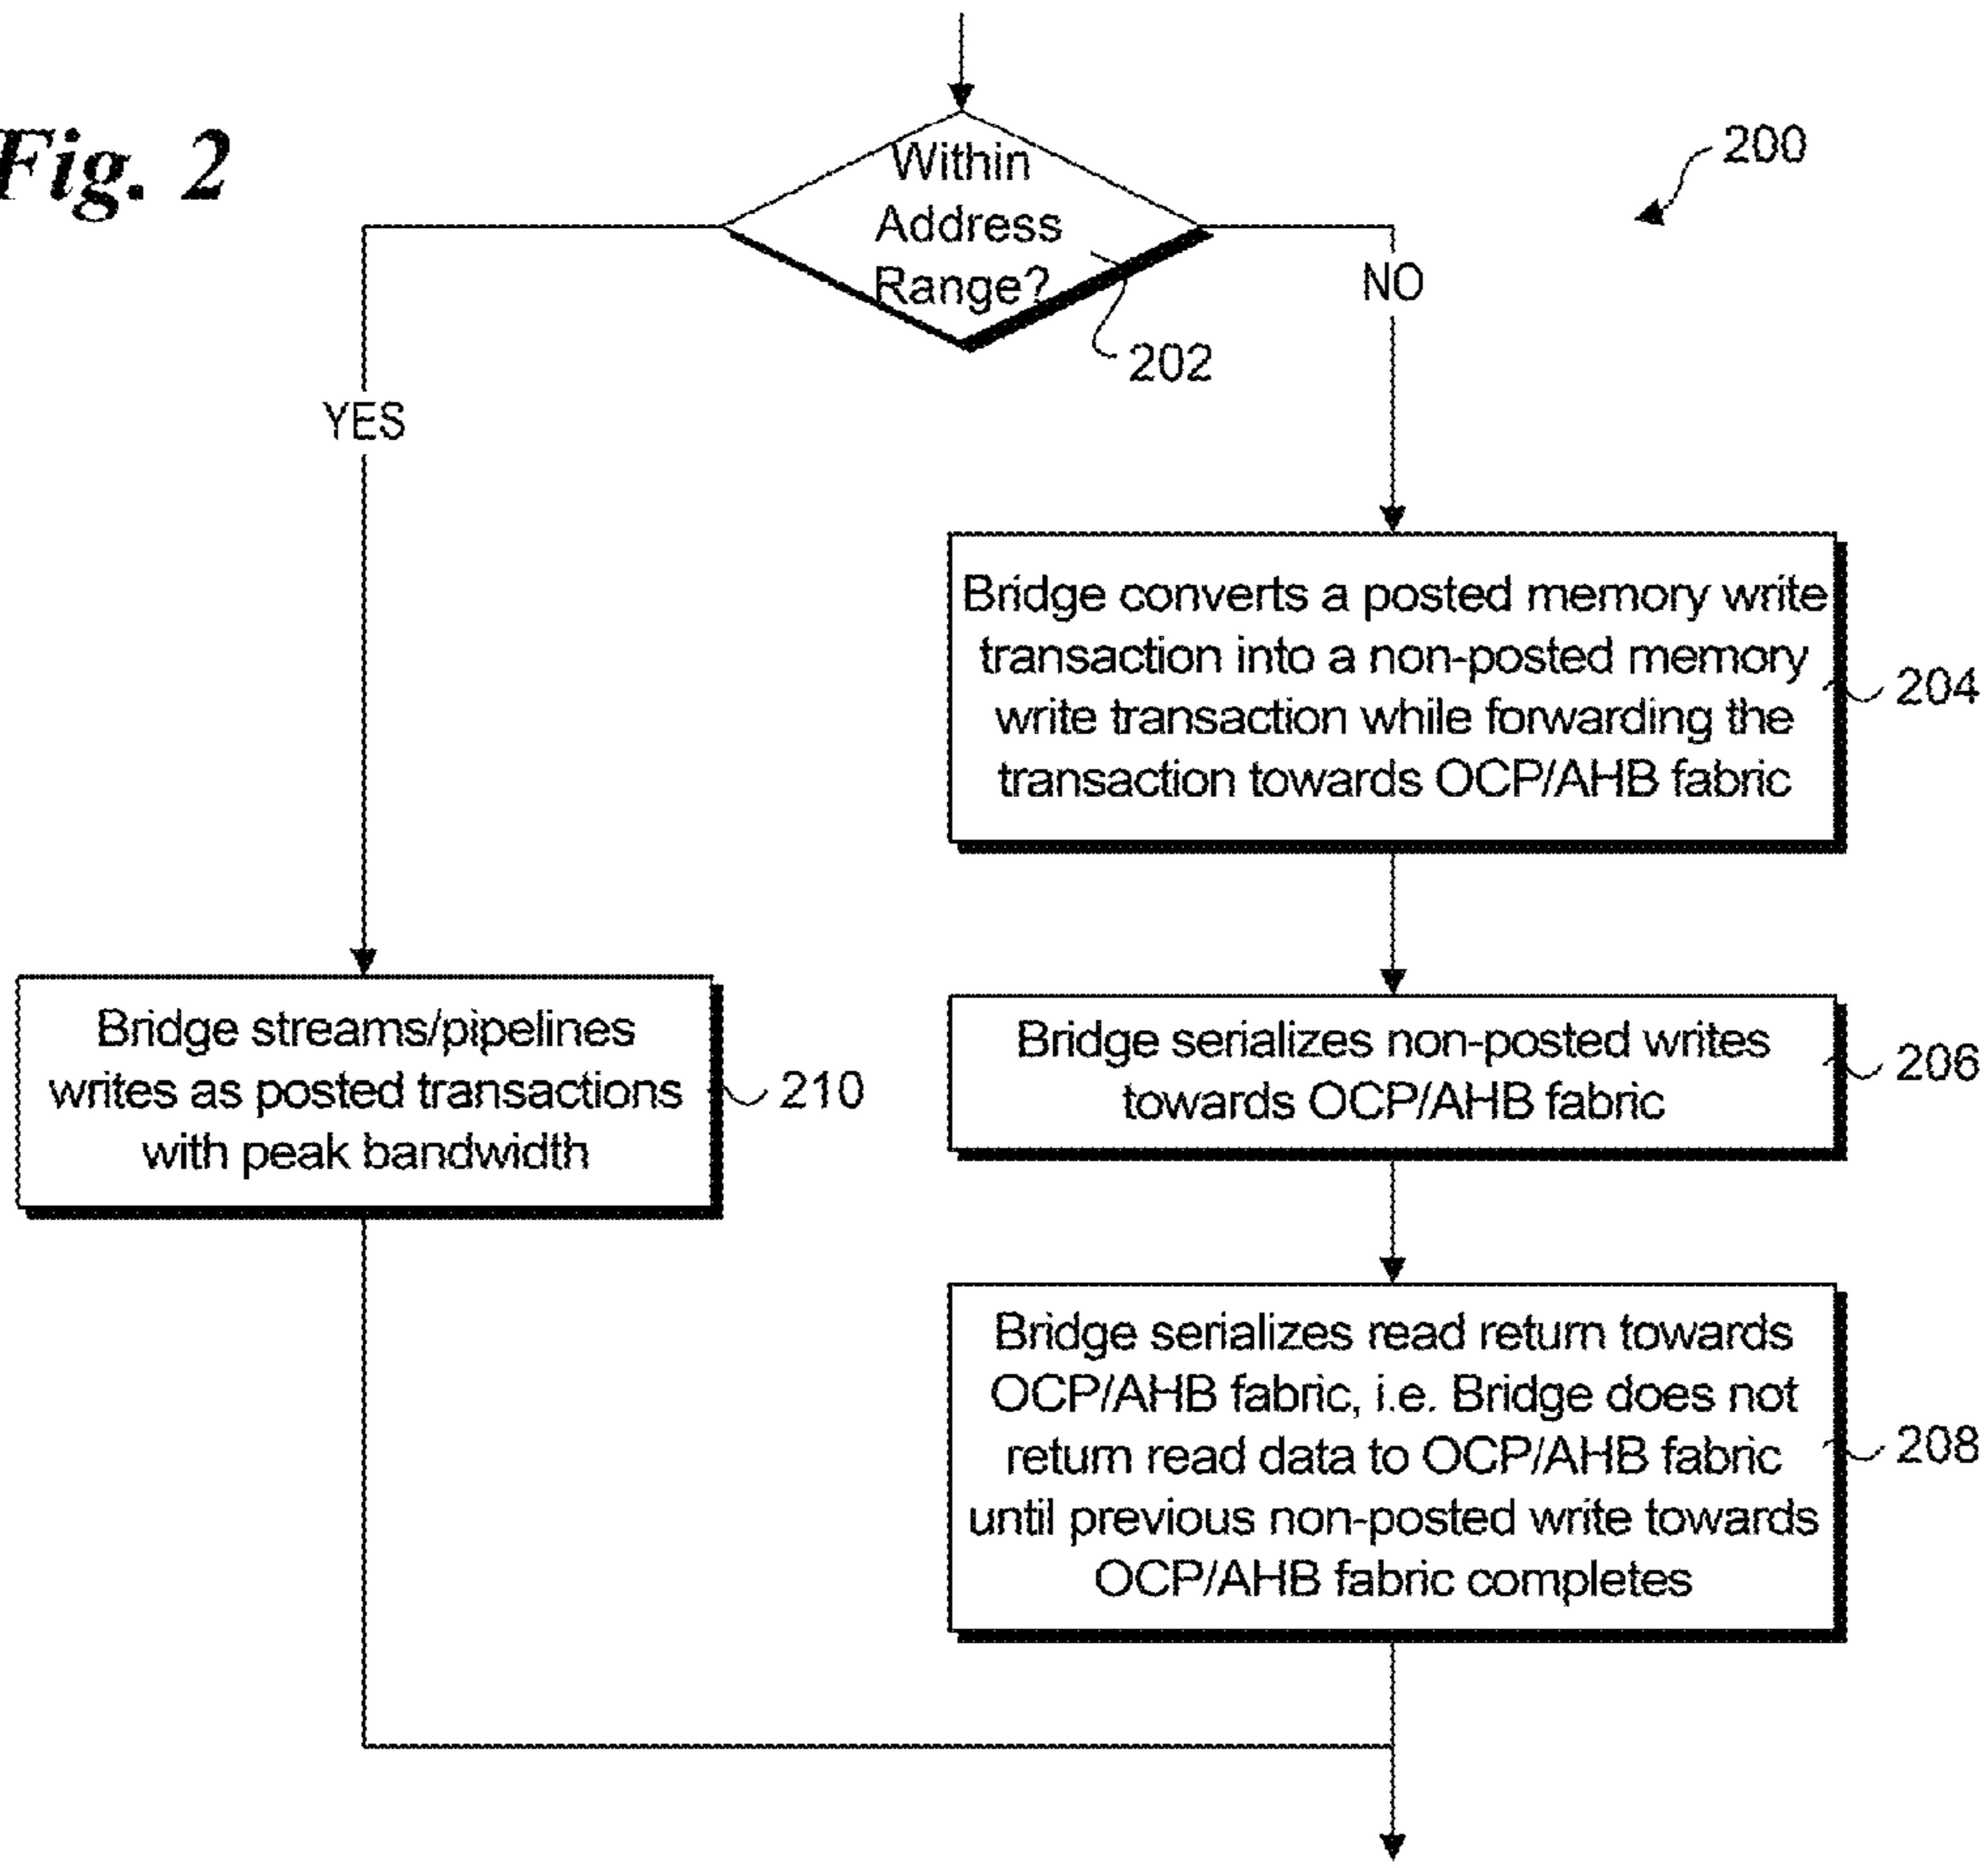 Fig. 2
200
Within
Address
Range?
202
NO
YES
Bridge converts a posted memory write
transaction into a non-posted memory
write transaction while forwarding the
transaction towards OCP/AHB fabric
204
Bridge streams/pipelines
writes as posted transactions
with peak bandwidth
210
Bridge serializes non-posted writes
towards OCP/AHB fabric
206
Bridge serializes read return towards
OCP/AHB fabric, i.e. Bridge does not
return read data to OCP/AHB fabric
until previous non-posted write towards
OCP/AHB fabric completes
208